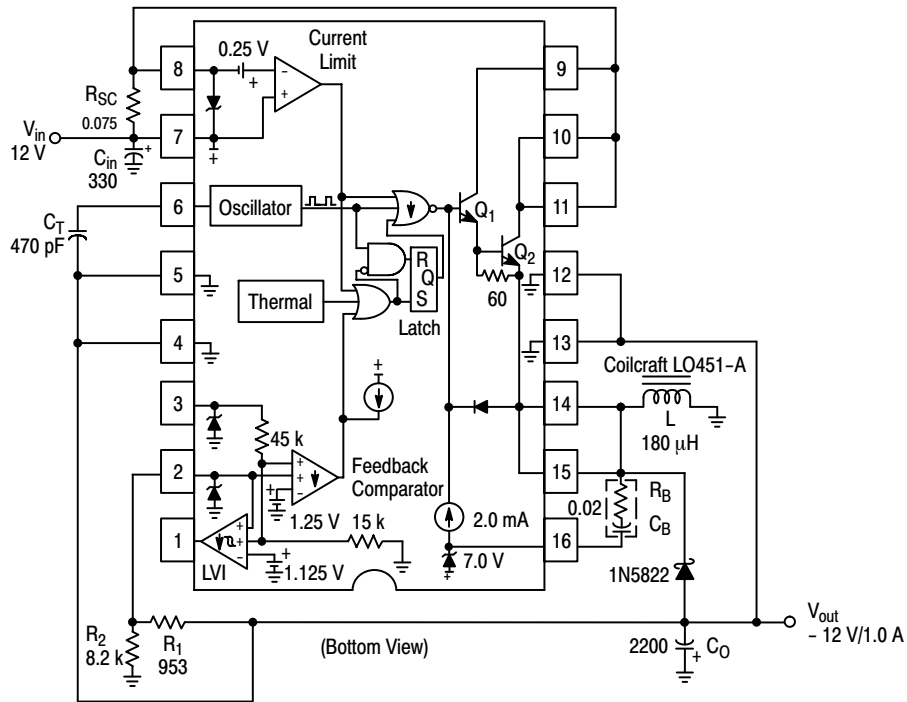 Current
Limit
0.25 V
+
−
+
8
9
R_SC
0.075
V_in
12 V
7
10
C_in
330
+
+
6
Oscillator
Q_1
11
C_T
470 pF
5
R
Q
S
Q_2
60
12
Thermal
Latch
4
13
+
Coilcraft LO451-A
3
14
45 k
L
180 μH
+
+
−
Feedback
Comparator
2
15
R_B
0.02
C_B
+
1.25 V
15 k
2.0 mA
1
16
+
+
−
+
7.0 V
+
LVI
1.125 V
1N5822
V_out
− 12 V/1.0 A
R_2
8.2 k
R_1
953
(Bottom View)
2200
+
C_O